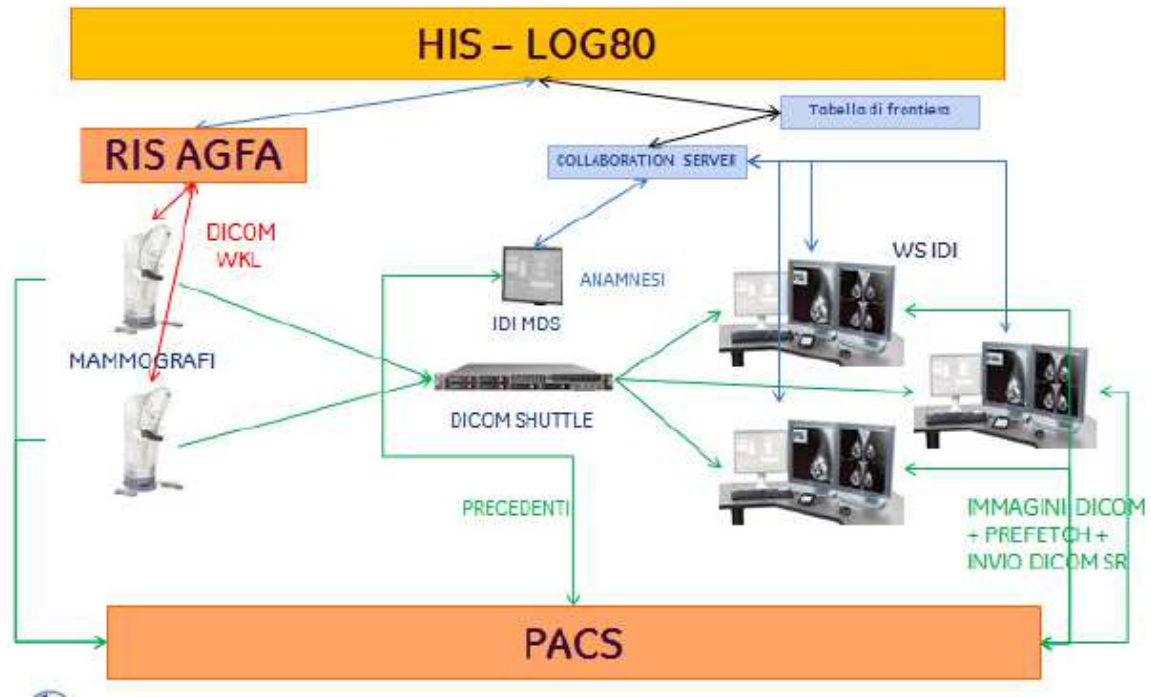 HIS – LOG80
Tabella di frontiera
RIS AGFA
COLLABORATION SERVER
DICOM
WKL
WS IDI
ANAMNESI
IDI MDS
MAMMOGRAFI
DICOM SHUTTLE
PRECEDENTI
IMMAGINI DICOM
+ PREFETCH +
INVIO DICOM SR
PACS